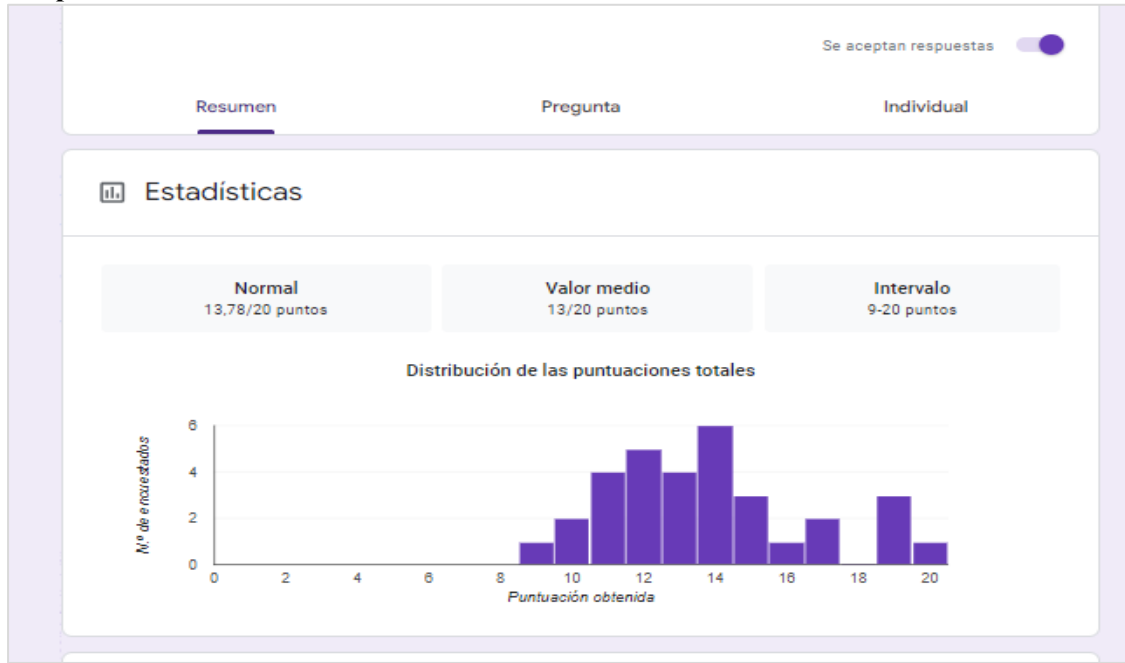 Se aceptan respuestas
Resumen Pregunta Individual
Estadísticas
Normal Valor medio Intervalo
13,78/20 puntos 13/20 puntos 9-20 puntos
Distribución de las puntuaciones totales
6
4
2
0
N.º de encuestados
0 2 4 6 8 10 12 14 16 18 20
Puntuación obtenida